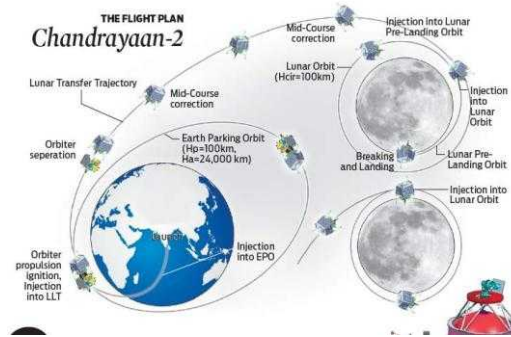 THE FLIGHT PLAN
Chandrayaan-2
Mid-Course
correction
Injection into Lunar
Pre-Landing Orbit
Lunar Orbit
(Hcir=100km)
Lunar Transfer Trajectory
Mid-Course
correction
Injection
into
Lunar
Orbit
Orbiter
seperation
Earth Parking Orbit
(Hp=100km,
Ha=24,000 km)
Breaking
and Landing
Lunar Pre-
Landing Orbit
Injection into
Lunar Orbit
Launch
Injection
into EPO
Orbiter
propulsion
ignition,
Injection
into LLT